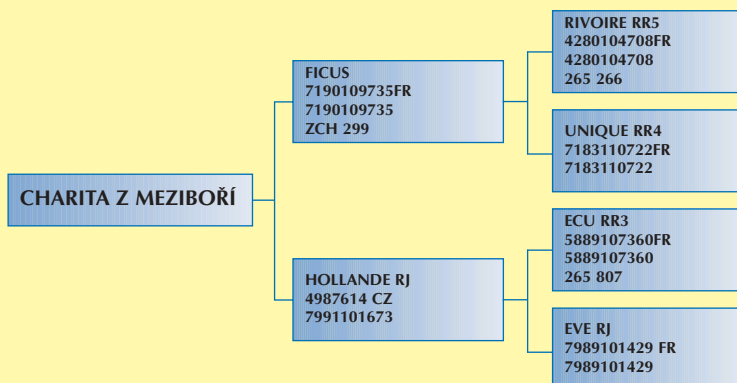 CHARITA Z MEZIBOŘÍ
FICUS
7190109735FR
7190109735
ZCH 299
HOLLANDE RJ
4987614 CZ
7991101673
RIVOIRE RR5
4280104708FR
4280104708
265 266
UNIQUE RR4
7183110722FR
7183110722
ECU RR3
5889107360FR
5889107360
265 807
EVE RJ
7989101429 FR
7989101429